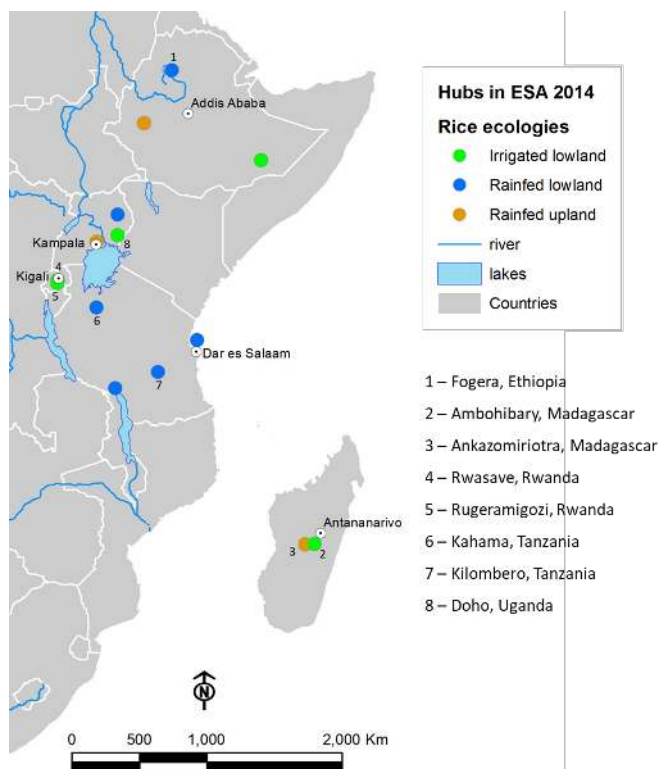 1
Addis Ababa
Kampala
8
Kigali
4
5
6
Dar es Salaam
7
Antananarivo
3
2
N
0 500 1,000 2,000 Km
Hubs in ESA 2014
Rice ecologies
Irrigated lowland
Rainfed lowland
Rainfed upland
river
lakes
Countries
1 – Fogera, Ethiopia
2 – Ambohibary, Madagascar
3 – Ankazomiriotra, Madagascar
4 – Rwasave, Rwanda
5 – Rugeramigozi, Rwanda
6 – Kahama, Tanzania
7 – Kilombero, Tanzania
8 – Doho, Uganda